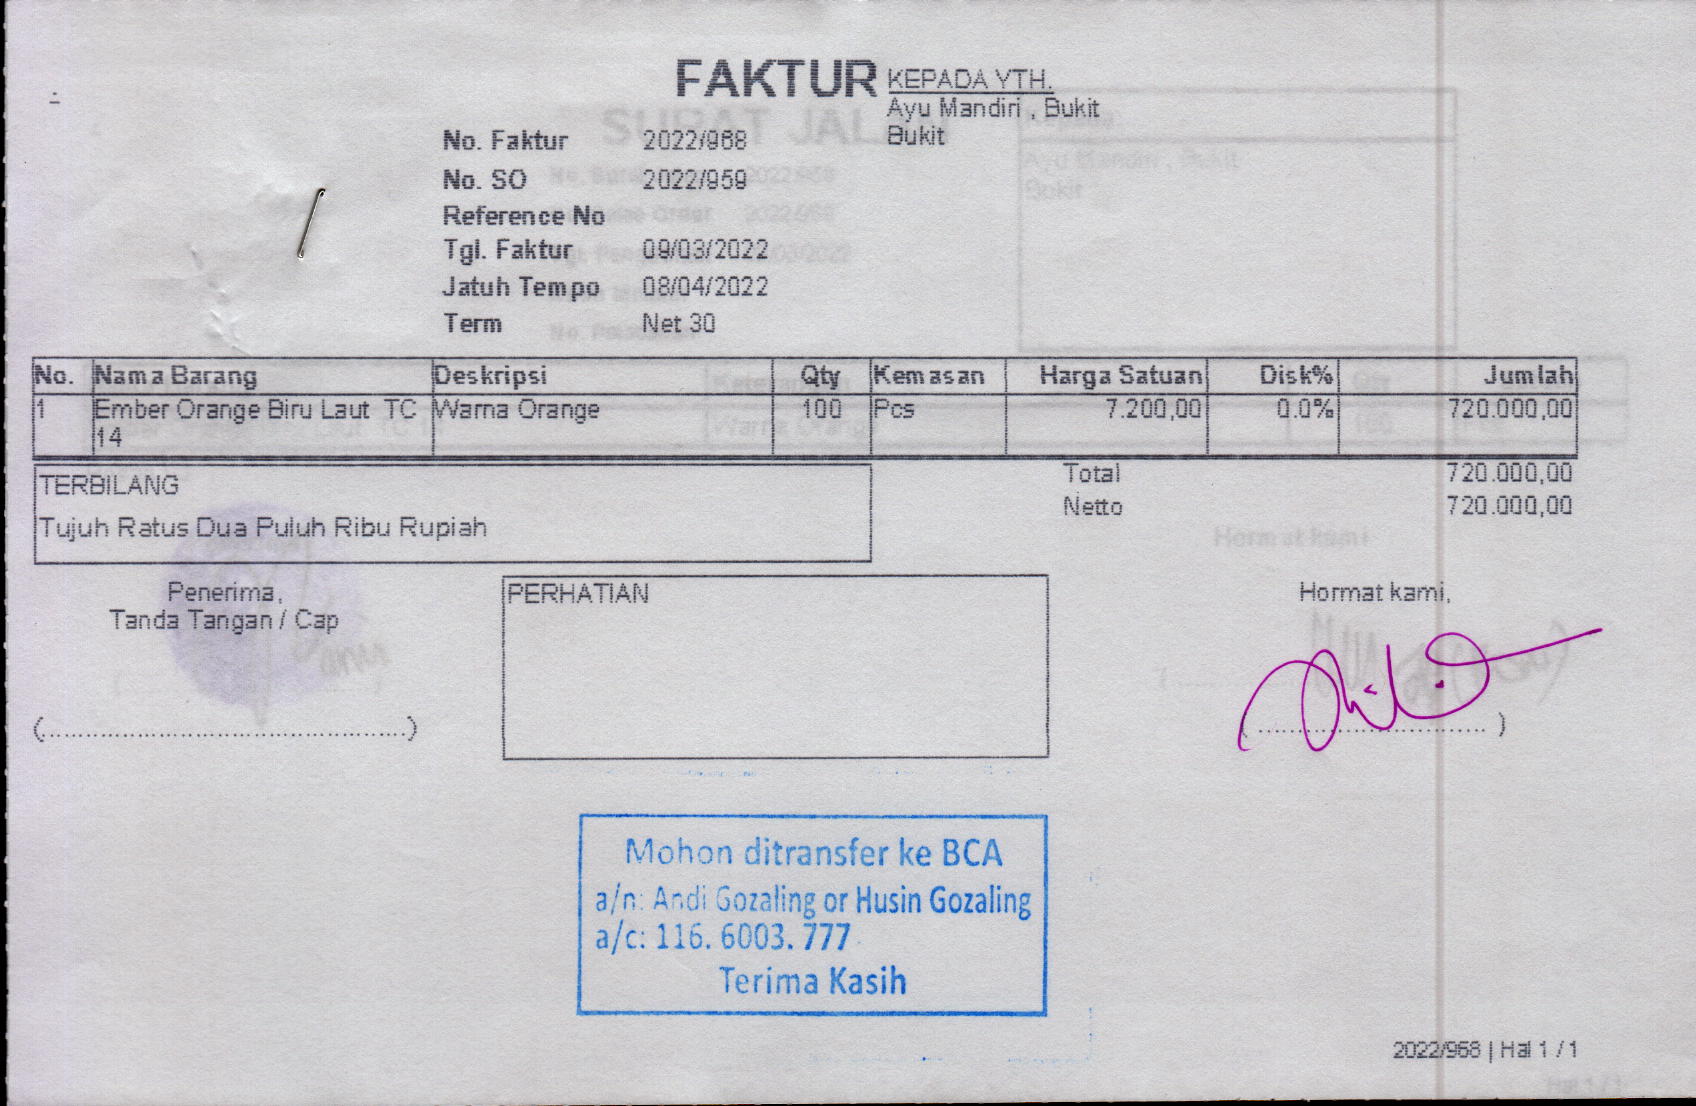 FAKTUR
KEPADA YTH.
Ayu Mandiri , Bukit
Bukit
No. Faktur 2022/968
No. SO 2022/959
Reference No
Tgl. Faktur 09/03/2022
Jatuh Tempo 08/04/2022
Term Net 30
No. Nama Barang Deskripsi Qty Kemasan Harga Satuan Disk% Jumlah
1 Ember Orange Biru Laut TC Warna Orange 100 Pcs 7.200,00 0.0% 720.000,00
14
Total 720.000,00
Netto 720.000,00
TERBILANG
Tujuh Ratus Dua Puluh Ribu Rupiah
Penerima,
Tanda Tangan / Cap
(..............................................)
PERHATIAN
Hormat kami,
(..............................)
Mohon ditransfer ke BCA
a/n: Andi Gozaling or Husin Gozaling
a/c: 116. 6003. 777
Terima Kasih
2022/968 | Hal 1 / 1